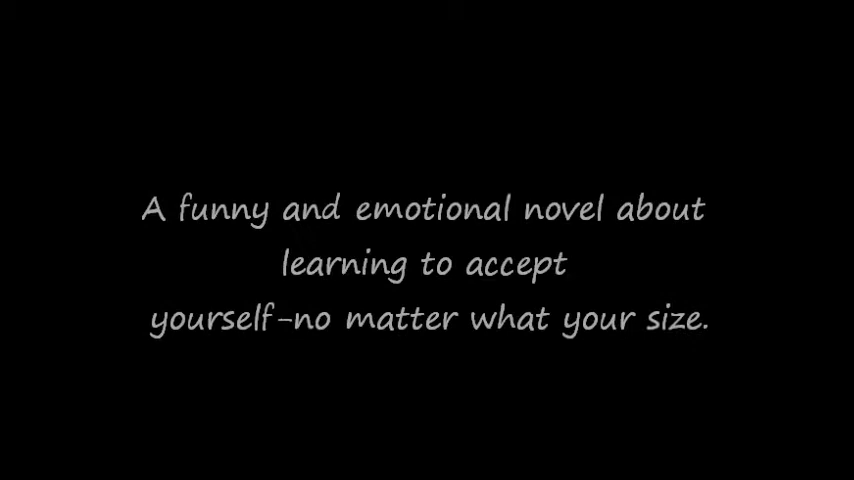 A funny and emotional novel about
learning to accept
yourself-no matter what your size.